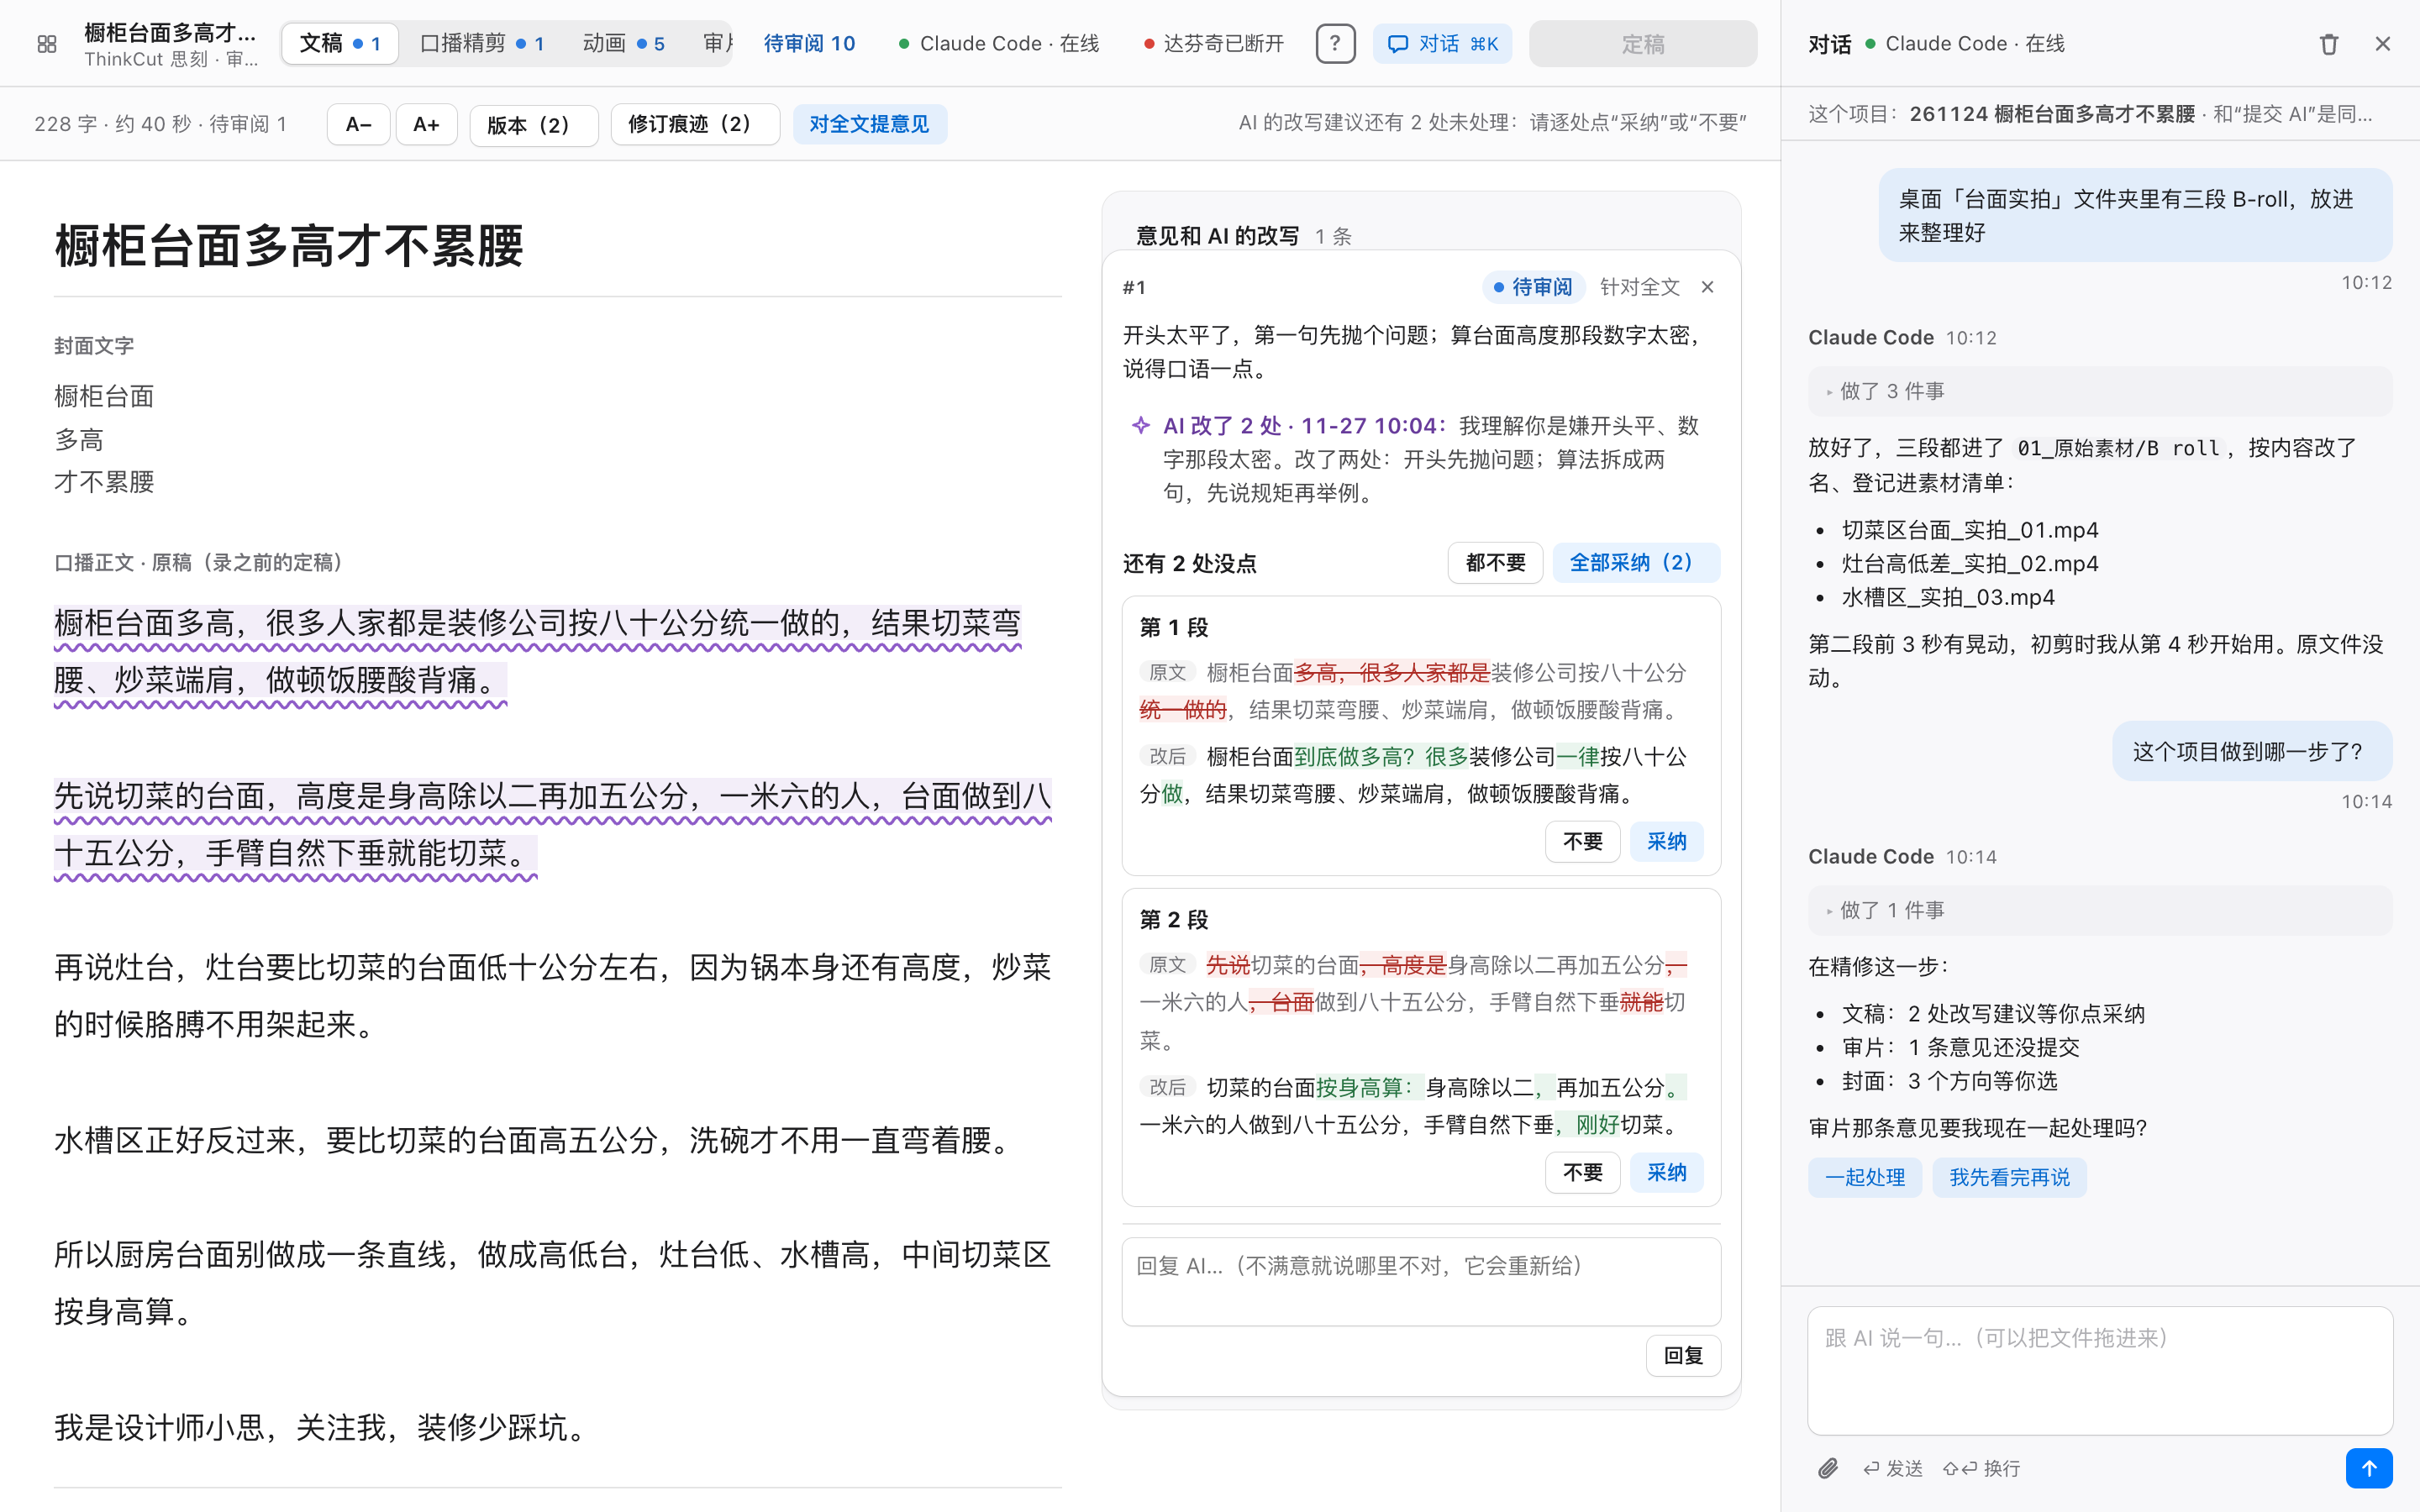 橱柜台面多高才...
ThinkCut 思刻 · 审...
文稿 1
口播精剪 1
动画 5
待审阅 10
Claude Code · 在线
达芬奇已断开
?
对话 ⌘K
定稿
228 字 · 约 40 秒 · 待审阅 1
A−
A+
版本（2）
修订痕迹（2）
对全文提意见
AI 的改写建议还有 2 处未处理：请逐处点“采纳”或“不要”
橱柜台面多高才不累腰
封面文字
橱柜台面
多高
才不累腰
口播正文 · 原稿（录之前的定稿）
橱柜台面多高，很多人家都是装修公司按八十公分统一做的，结果切菜弯
腰、炒菜端肩，做顿饭腰酸背痛。
先说切菜的台面，高度是身高除以二再加五公分，一米六的人，台面做到八
十五公分，手臂自然下垂就能切菜。
再说灶台，灶台要比切菜的台面低十公分左右，因为锅本身还有高度，炒菜
的时候胳膊不用架起来。
水槽区正好反过来，要比切菜的台面高五公分，洗碗才不用一直弯着腰。
所以厨房台面别做成一条直线，做成高低台，灶台低、水槽高，中间切菜区
按身高算。
我是设计师小思，关注我，装修少踩坑。
意见和 AI 的改写 1 条
#1
待审阅 针对全文 ×
开头太平了，第一句先抛个问题；算台面高度那段数字太密，
说得口语一点。
AI 改了 2 处 · 11-27 10:04：我理解你是嫌开头平、数
字那段太密。改了两处：开头先抛问题；算法拆成两
句，先说规矩再举例。
还有 2 处没点
都不要
全部采纳（2）
第 1 段
原文 橱柜台面多高，很多人家都是装修公司按八十公分
统一做的，结果切菜弯腰、炒菜端肩，做顿饭腰酸背痛。
改后 橱柜台面到底做多高？很多装修公司一律按八十公
分做，结果切菜弯腰、炒菜端肩，做顿饭腰酸背痛。
不要
采纳
第 2 段
原文 先说切菜的台面，高度是身高除以二再加五公分，
一米六的人，台面做到八十五公分，手臂自然下垂就能切
菜。
改后 切菜的台面按身高算：身高除以二，再加五公分。
一米六的人做到八十五公分，手臂自然下垂，刚好切菜。
不要
采纳
回复 AI...（不满意就说哪里不对，它会重新给）
回复
对话 Claude Code · 在线
这个项目：261124 橱柜台面多高才不累腰 · 和“提交 AI”是同...
桌面「台面实拍」文件夹里有三段 B-roll，放进
来整理好
10:12
Claude Code 10:12
做了 3 件事
放好了，三段都进了 01_原始素材/B roll，按内容改了
名、登记进素材清单：
• 切菜区台面_实拍_01.mp4
• 灶台高低差_实拍_02.mp4
• 水槽区_实拍_03.mp4
第二段前 3 秒有晃动，初剪时我从第 4 秒开始用。原文件没
动。
这个项目做到哪一步了？
10:14
Claude Code 10:14
做了 1 件事
在精修这一步：
• 文稿：2 处改写建议等你点采纳
• 审片：1 条意见还没提交
• 封面：3 个方向等你选
审片那条意见要我现在一起处理吗？
一起处理
我先看完再说
跟 AI 说一句...（可以把文件拖进来）
⏎ 发送 ⇧⏎ 换行